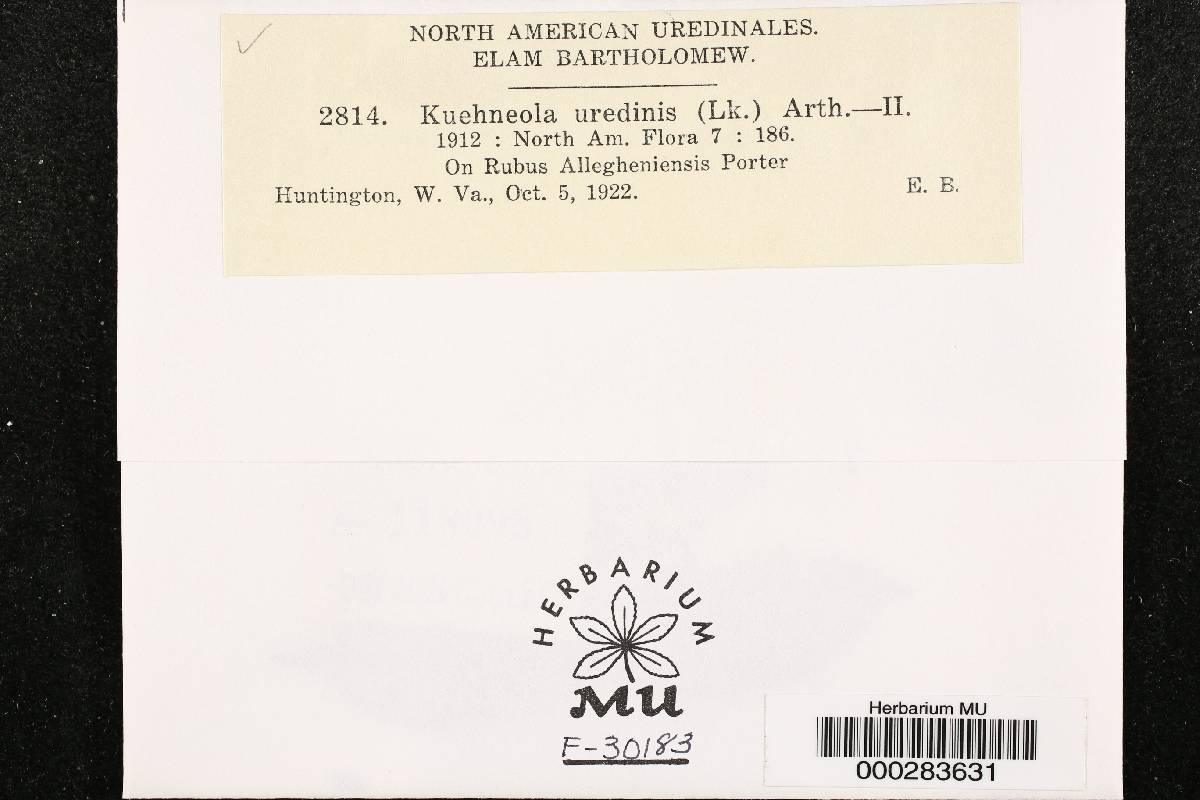 NORTH AMERICAN UREDINALES.
ELAM BARTHOLOMEW.
2814. Kuehneola uredinis (Lk.) Arth.—II.
1912 : North Am. Flora 7 : 186.
On Rubus Allegheniensis Porter
Huntington, W. Va., Oct. 5, 1922. E. B.
HERBARIUM
MU
F-30183
Herbarium MU
000283631